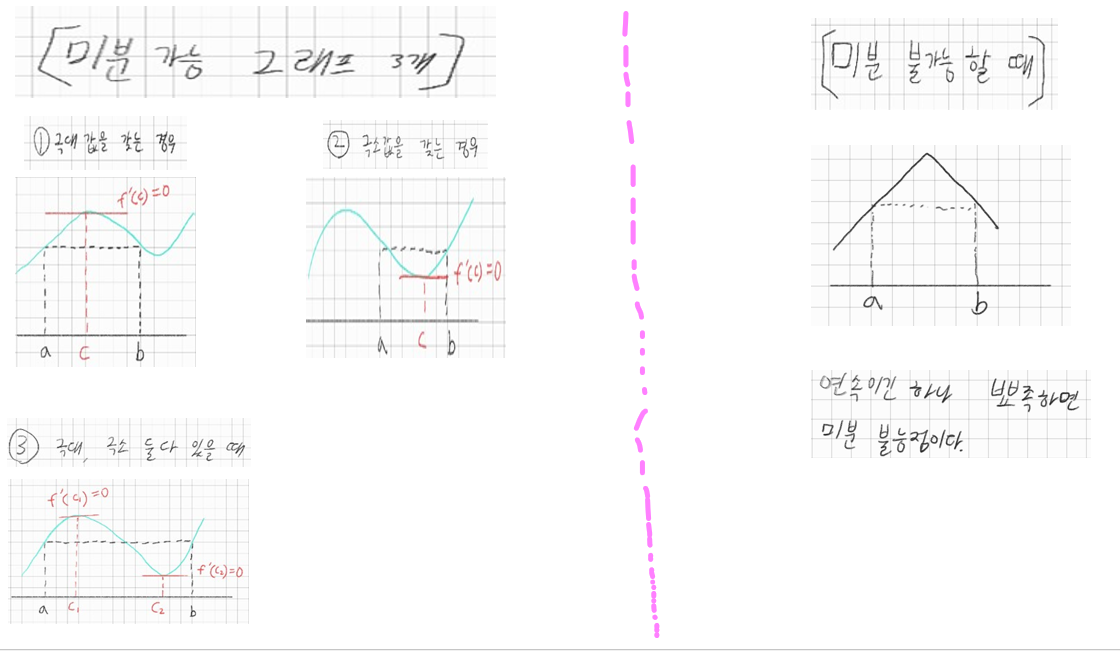 [미분 가능 그래프 3개]
① 극대 값을 갖는 경우
f'(c)=0
a c b
② 극소값을 갖는 경우
f'(c)=0
a c b
③ 극대, 극소 둘다 있을 때
f'(c₁)=0
f'(c₂)=0
a c₁ c₂ b
[미분 불가능 할 때]
a b
연속이긴 하나 뾰족하면
미분 불능점이다.